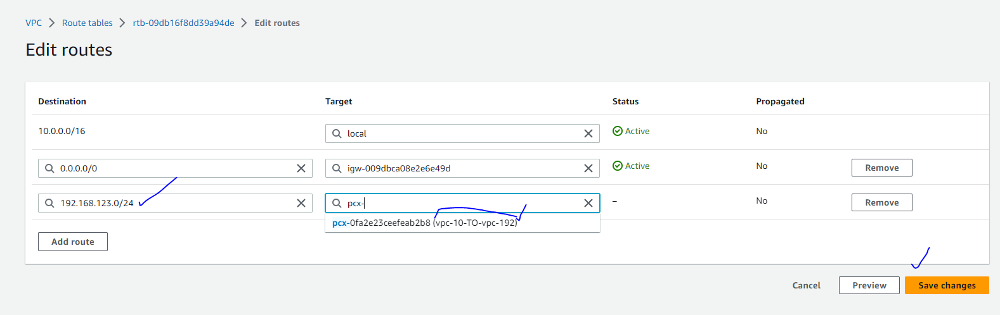 VPC > Route tables > rtb-09db16f8dd39a94de > Edit routes
Edit routes
Destination Target Status Propagated
10.0.0.0/16 local Active No
0.0.0.0/0 igw-009dbca08e2e6e49d Active No Remove
192.168.123.0/24 pcx- – No Remove
pcx-0fa2e23ceefeab2b8 (vpc-10-TO-vpc-192)
Add route
Cancel Preview Save changes